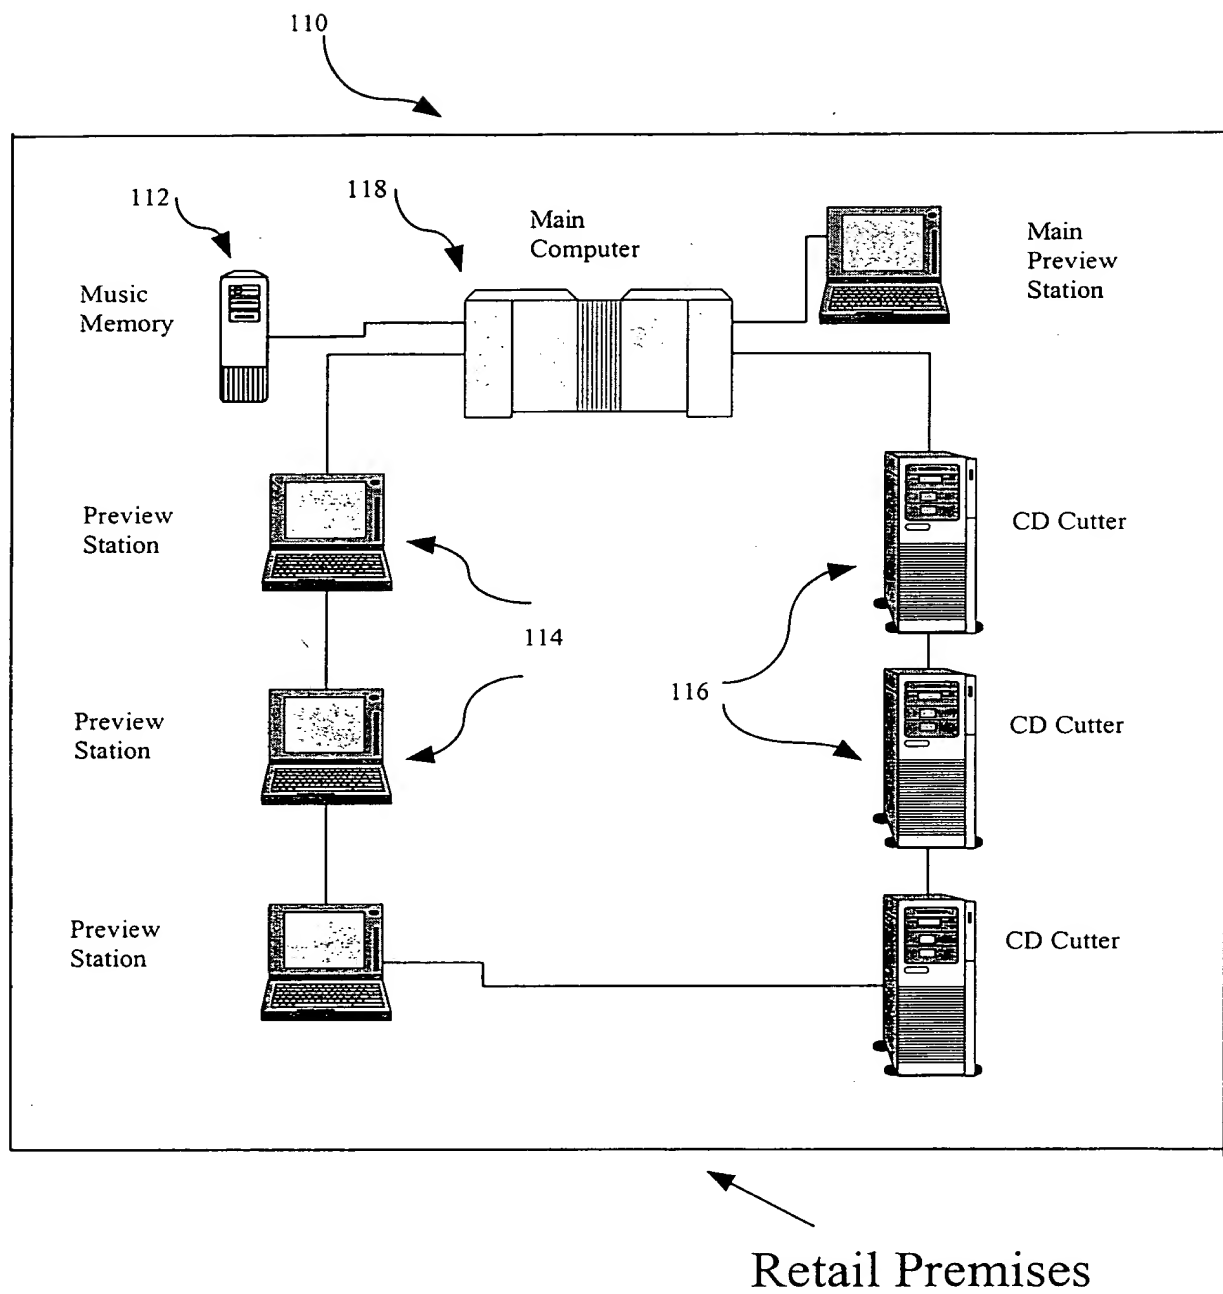 110
112
118
Main
Computer
Main
Preview
Station
Music
Memory
Preview
Station
CD Cutter
114
116
Preview
Station
CD Cutter
Preview
Station
CD Cutter
Retail Premises